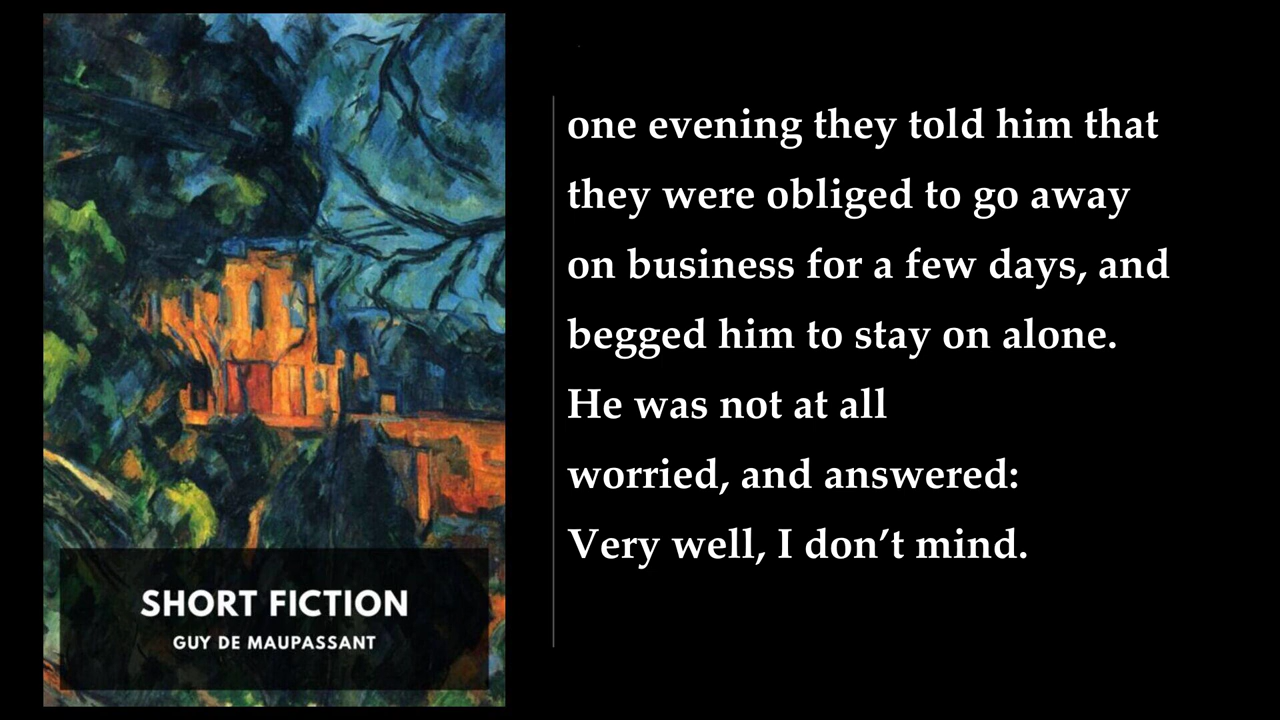 one evening they told him that
they were obliged to go away
on business for a few days, and
begged him to stay on alone.
He was not at all
worried, and answered:
Very well, I don’t mind.
SHORT FICTION
GUY DE MAUPASSANT